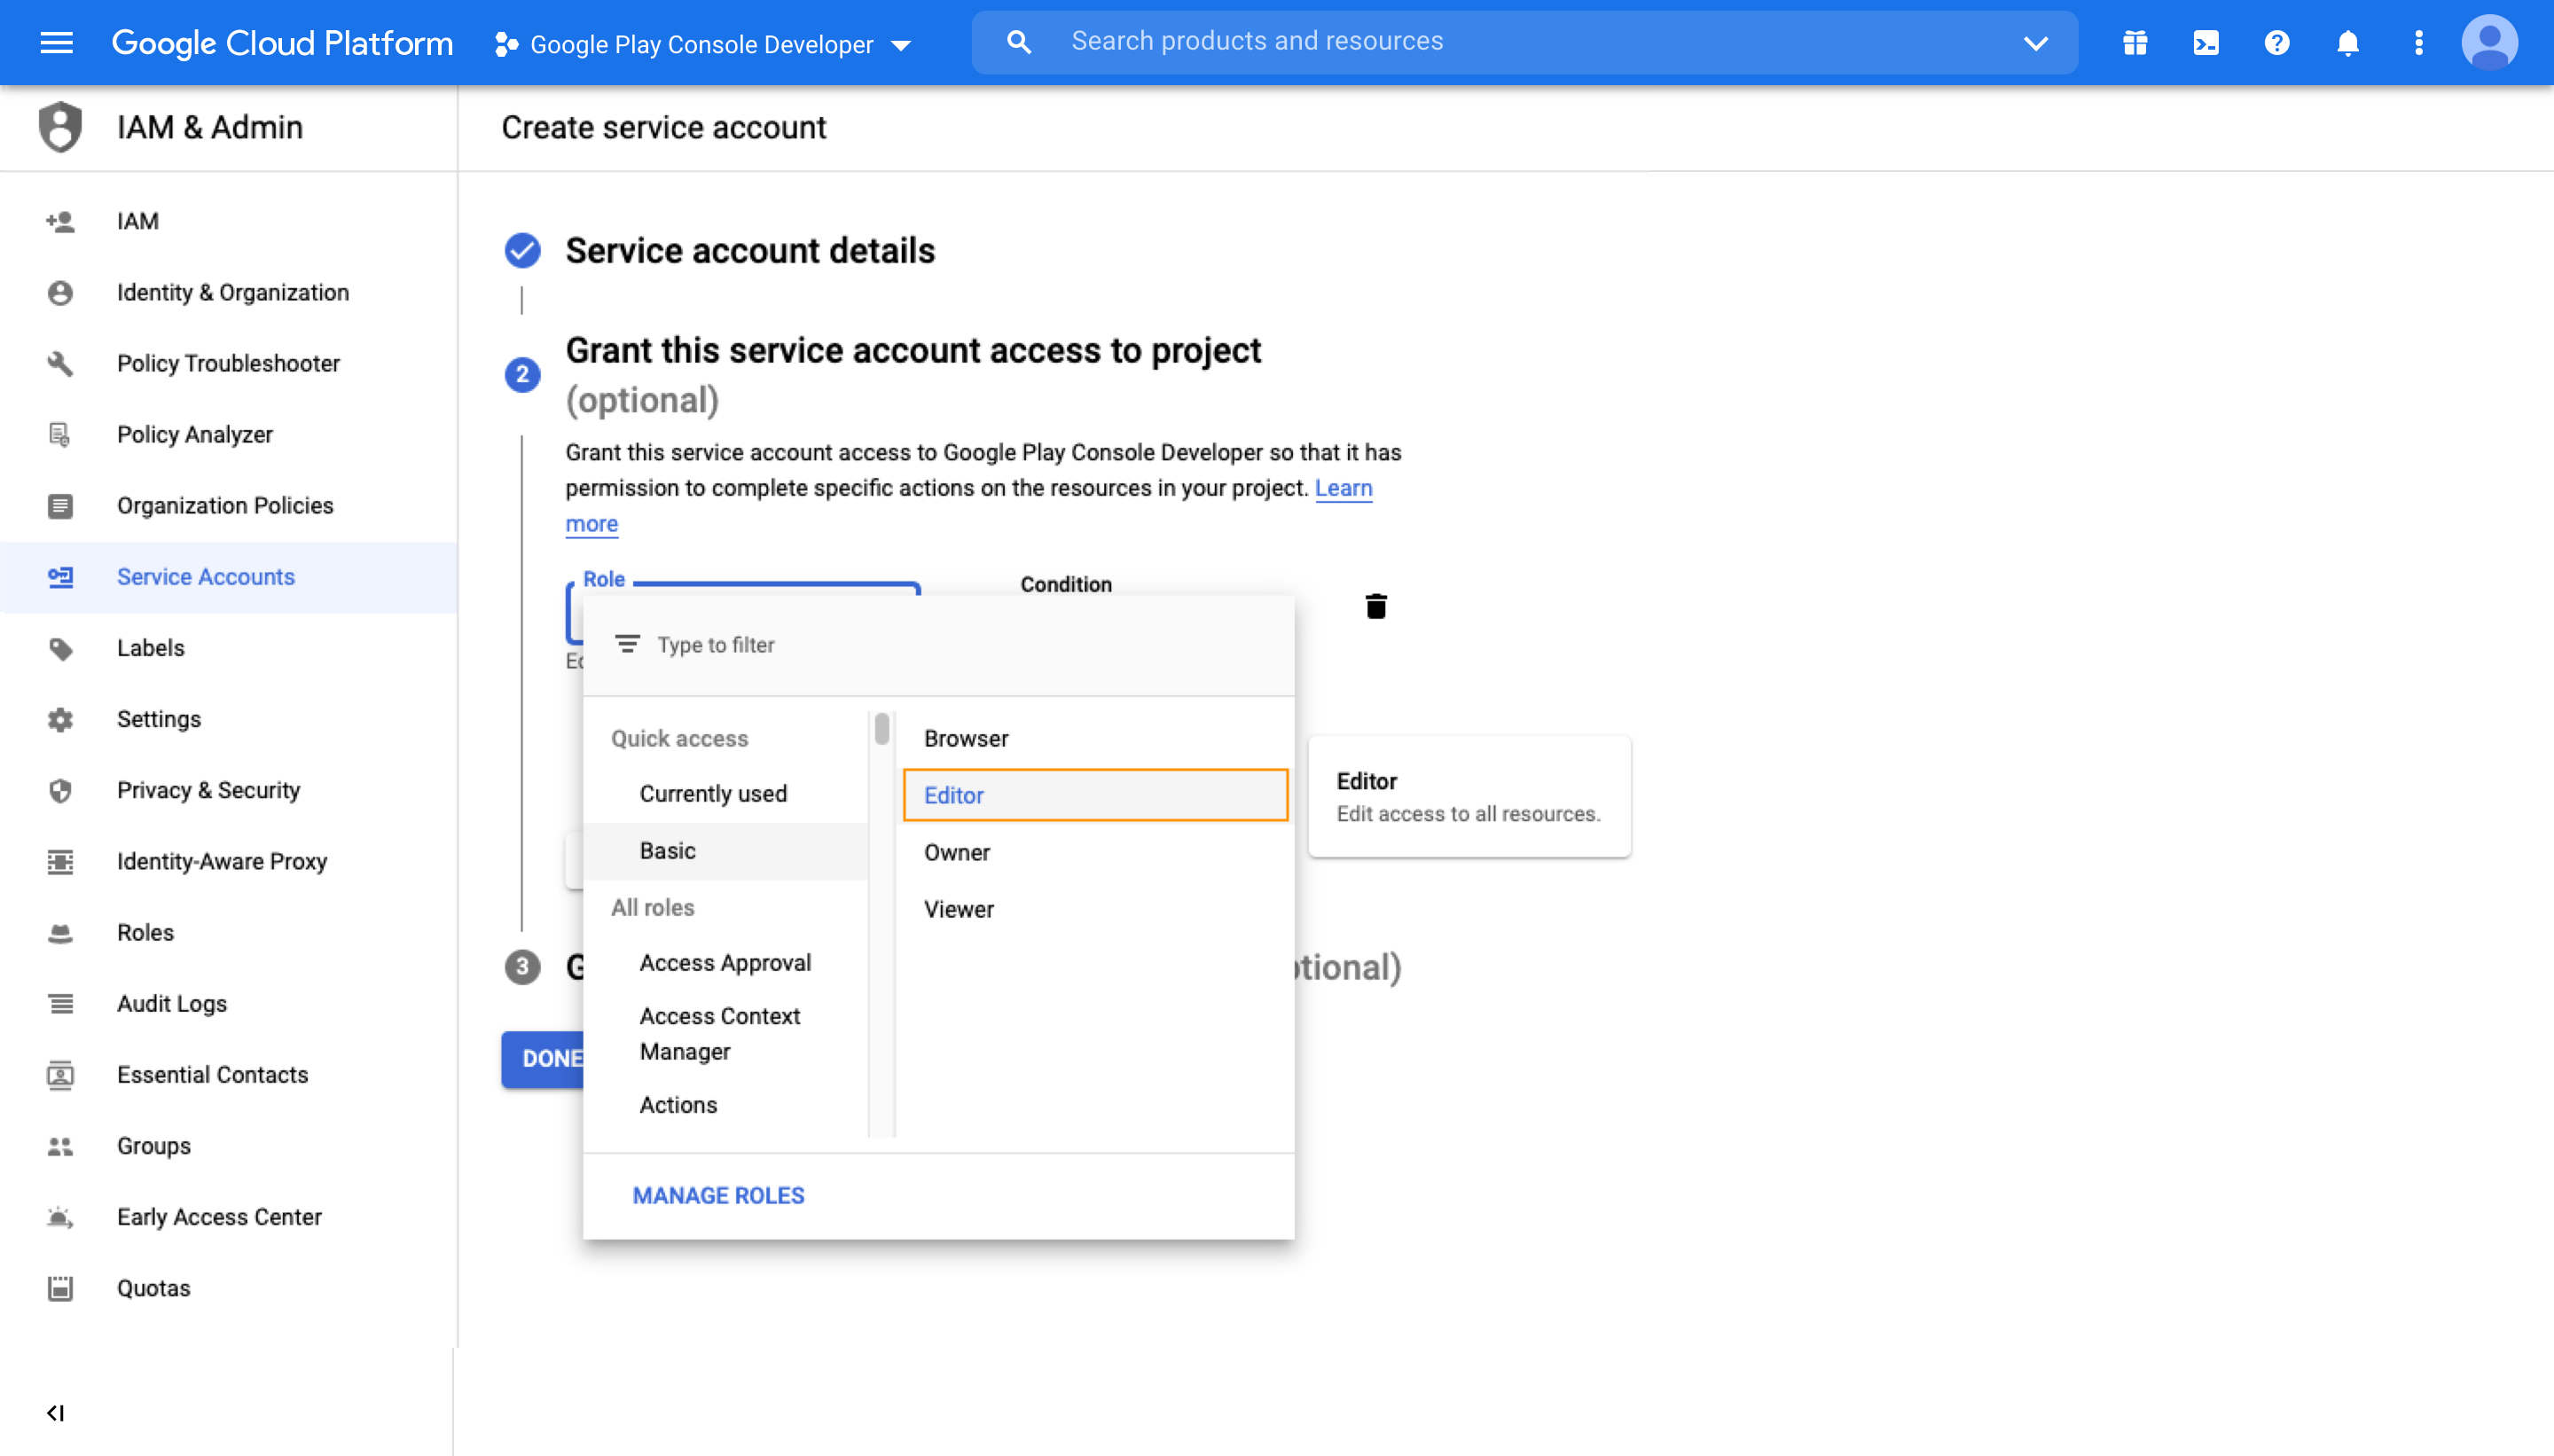 Google Cloud Platform
Google Play Console Developer
Search products and resources
IAM & Admin
Create service account
IAM
Identity & Organization
Policy Troubleshooter
Policy Analyzer
Organization Policies
Service Accounts
Labels
Settings
Privacy & Security
Identity-Aware Proxy
Roles
Audit Logs
Essential Contacts
Groups
Early Access Center
Quotas
Service account details
2
Grant this service account access to project
(optional)
Grant this service account access to Google Play Console Developer so that it has
permission to complete specific actions on the resources in your project. Learn
more
Role
Condition
Type to filter
Quick access
Currently used
Basic
All roles
Access Approval
Access Context
Manager
Actions
Browser
Editor
Owner
Viewer
MANAGE ROLES
Editor
Edit access to all resources.
3
DONE